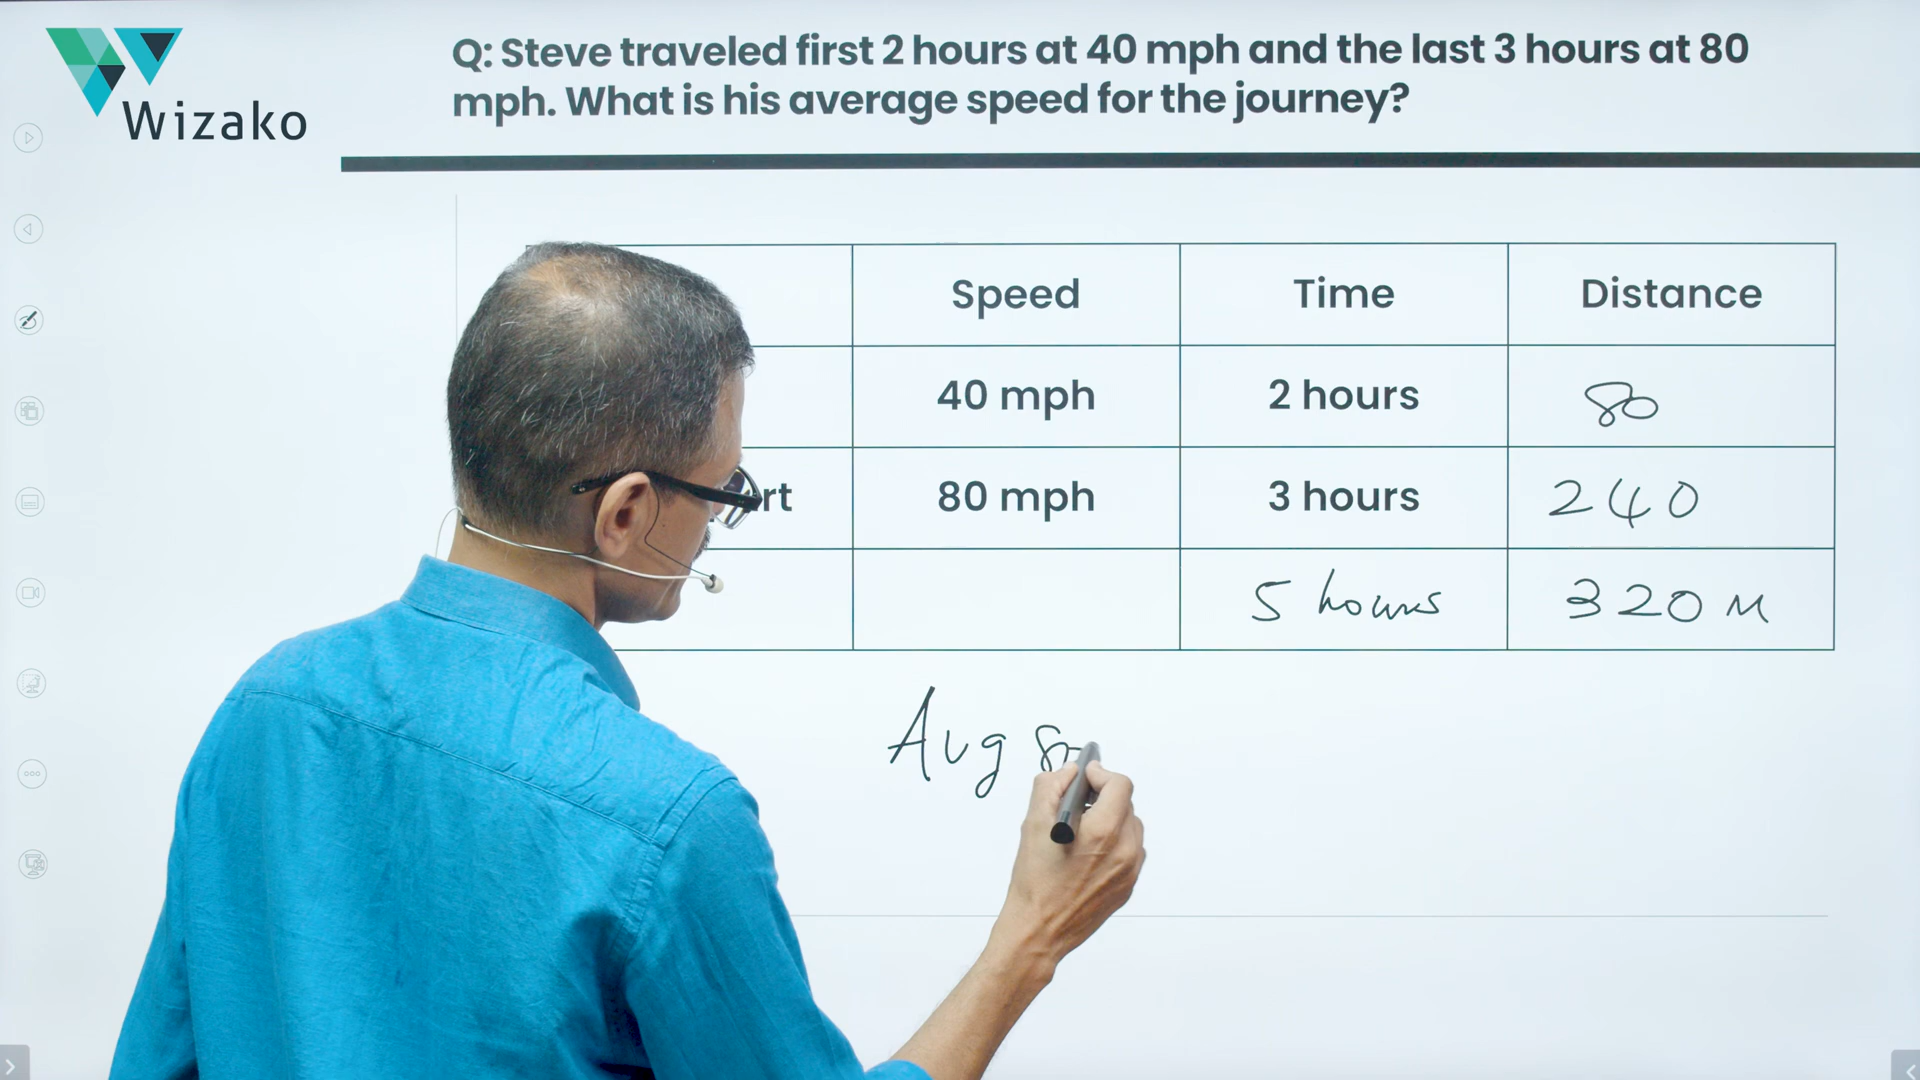 Wizako
Q: Steve traveled first 2 hours at 40 mph and the last 3 hours at 80
mph. What is his average speed for the journey?
Speed Time Distance
40 mph 2 hours 80
rt 80 mph 3 hours 240
5 hours 320 M
Avg